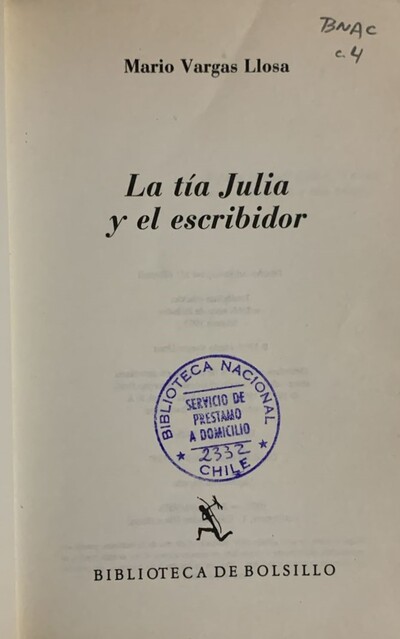 BNAC
c.4
Mario Vargas Llosa
La tía Julia
y el escribidor
BIBLIOTECA NACIONAL
SERVICIO DE
PRESTAMO
A DOMICILIO
★ 2332 ★
CHILE
BIBLIOTECA DE BOLSILLO